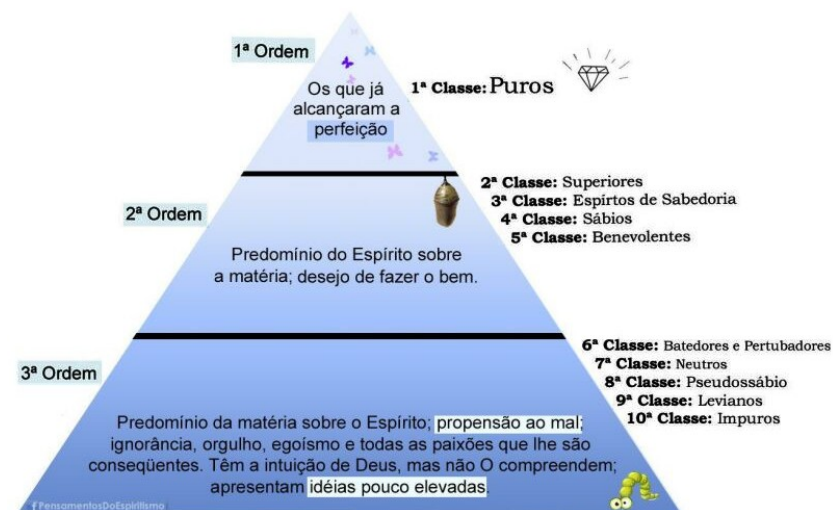 1ª Ordem
Os que já
alcançaram a
perfeição
1ª Classe: Puros
2ª Ordem
Predomínio do Espírito sobre
a matéria; desejo de fazer o bem.
2ª Classe: Superiores
3ª Classe: Espírtos de Sabedoria
4ª Classe: Sábios
5ª Classe: Benevolentes
3ª Ordem
Predomínio da matéria sobre o Espírito; propensão ao mal;
ignorância, orgulho, egoísmo e todas as paixões que lhe são
conseqüentes. Têm a intuição de Deus, mas não O compreendem;
apresentam idéias pouco elevadas.
6ª Classe: Batedores e Pertubadores
7ª Classe: Neutros
8ª Classe: Pseudossábio
9ª Classe: Levianos
10ª Classe: Impuros
f PensamentosDoEspiritismo